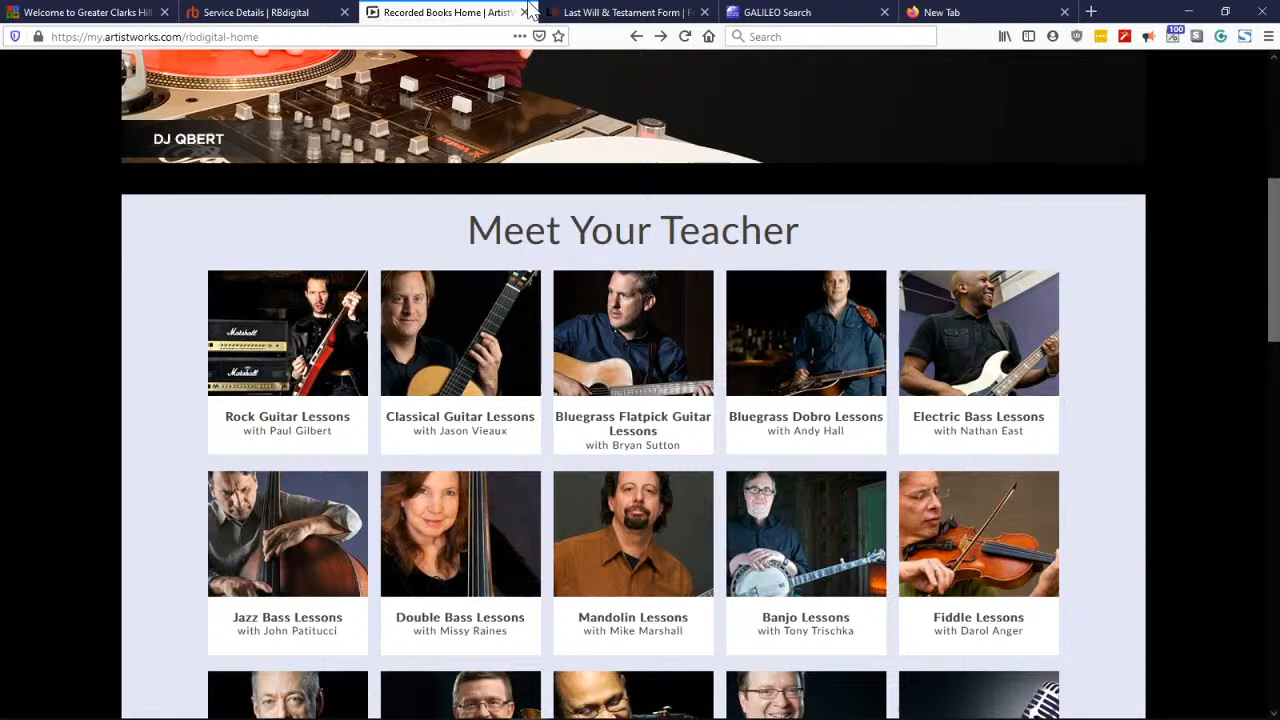 Welcome to Greater Clarks Hil
Service Details | RBdigital
Recorded Books Home | ArtistW
Last Will & Testament Form | F
GALILEO Search
New Tab
https://my.artistworks.com/rbdigital-home
Search
100
DJ QBERT
Meet Your Teacher
Marshall
Marshall
Rock Guitar Lessons
with Paul Gilbert
Classical Guitar Lessons
with Jason Vieaux
Bluegrass Flatpick Guitar
Lessons
with Bryan Sutton
Bluegrass Dobro Lessons
with Andy Hall
Electric Bass Lessons
with Nathan East
Jazz Bass Lessons
with John Patitucci
Double Bass Lessons
with Missy Raines
Mandolin Lessons
with Mike Marshall
Banjo Lessons
with Tony Trischka
Fiddle Lessons
with Darol Anger